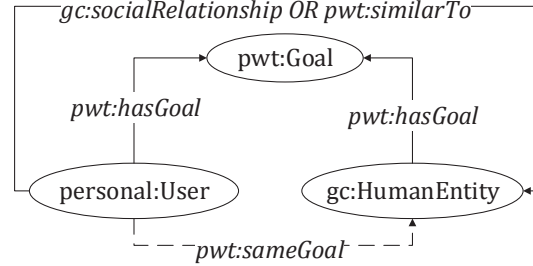 gc:socialRelationship OR pwt:similarTo
pwt:Goal
pwt:hasGoal
pwt:hasGoal
personal:User
gc:HumanEntity
pwt:sameGoal